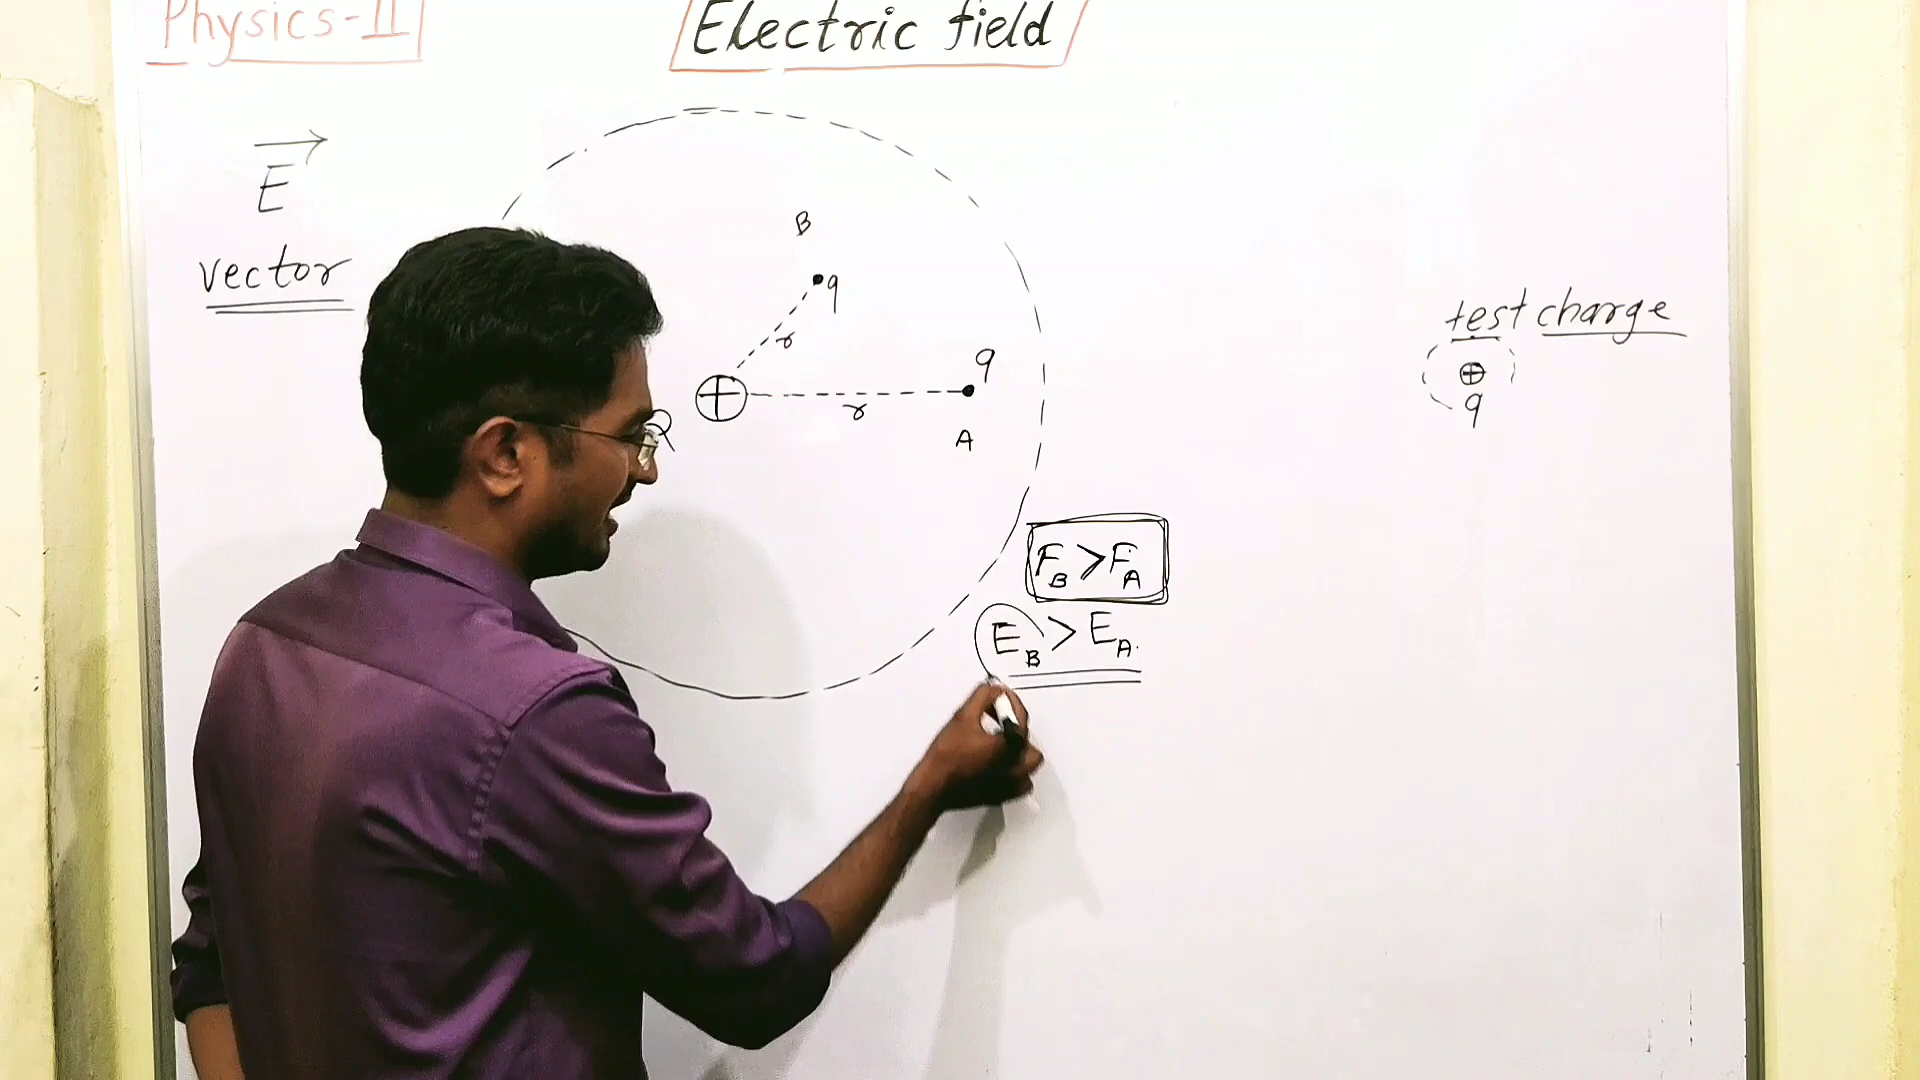 Physics-II
Electric field
E
vector
B
q
r
q
r
A
Q
test charge
q
F_B > F_A
E_B > E_A